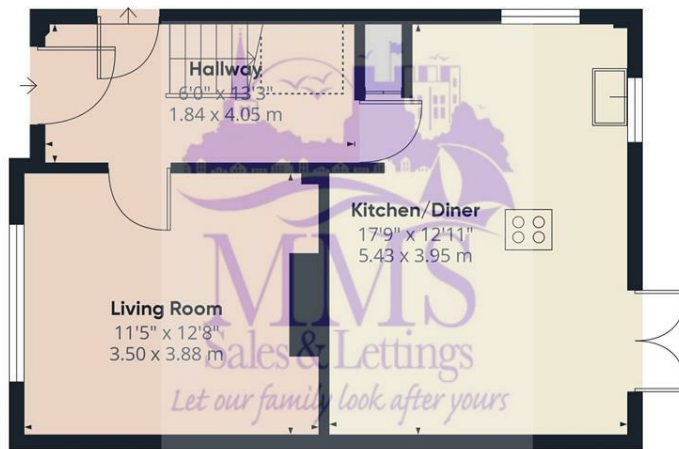 Hallway
6'0" x 13'3"
1.84 x 4.05 m
Kitchen/Diner
17'9" x 12'11"
5.43 x 3.95 m
Living Room
11'5" x 12'8"
3.50 x 3.88 m
MMS
Sales & Lettings
Let our family look after yours